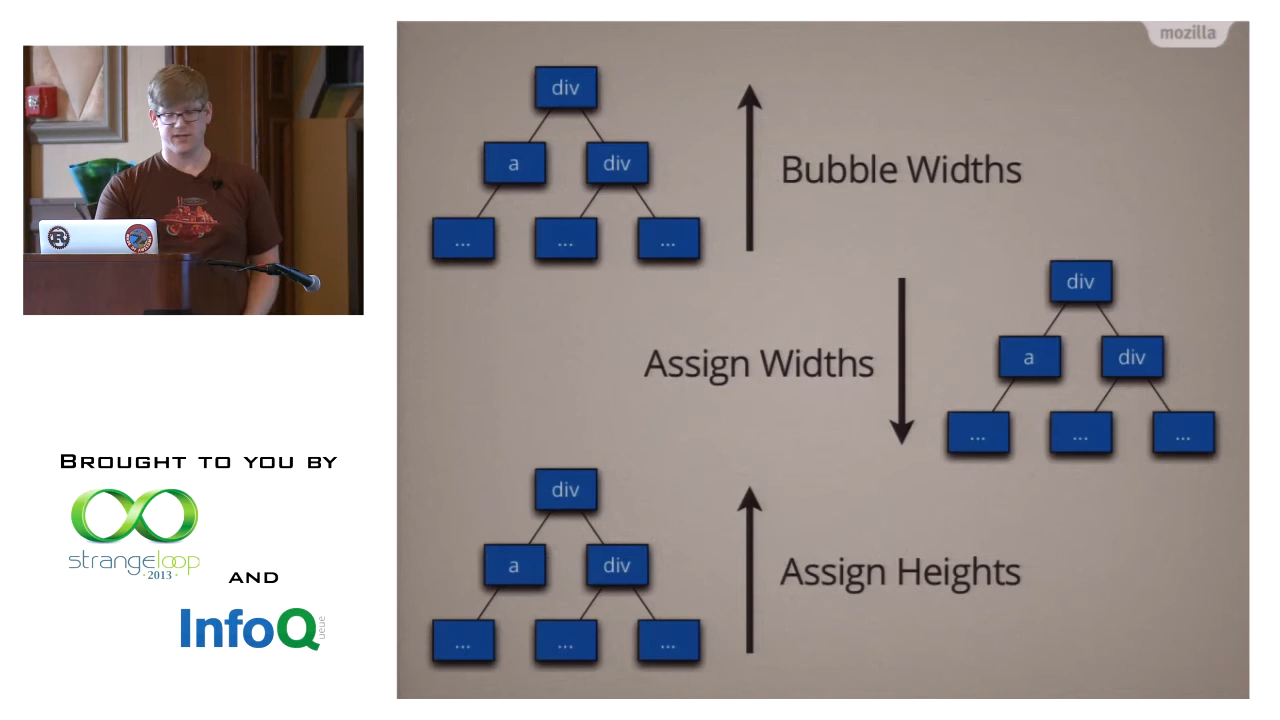 mozilla
div
a
div
...
...
...
Bubble Widths
div
a
div
...
...
...
Assign Widths
div
a
div
...
...
...
Assign Heights
R
BROUGHT TO YOU BY
strangeloop
· 2013 ·
AND
InfoQ
ueue